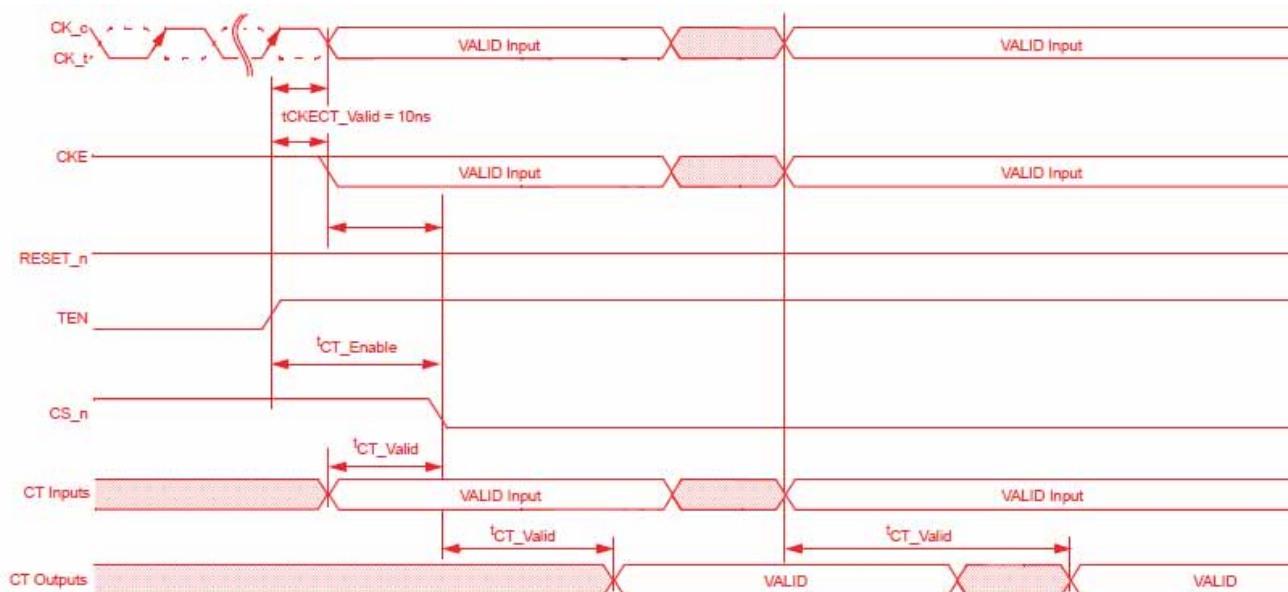 CK_c
CK_t
VALID Input
VALID Input
tCKECT_Valid = 10ns
CKE
VALID Input
VALID Input
RESET_n
TEN
tCT_Enable
CS_n
tCT_Valid
CT Inputs
VALID Input
VALID Input
tCT_Valid
tCT_Valid
CT Outputs
VALID
VALID